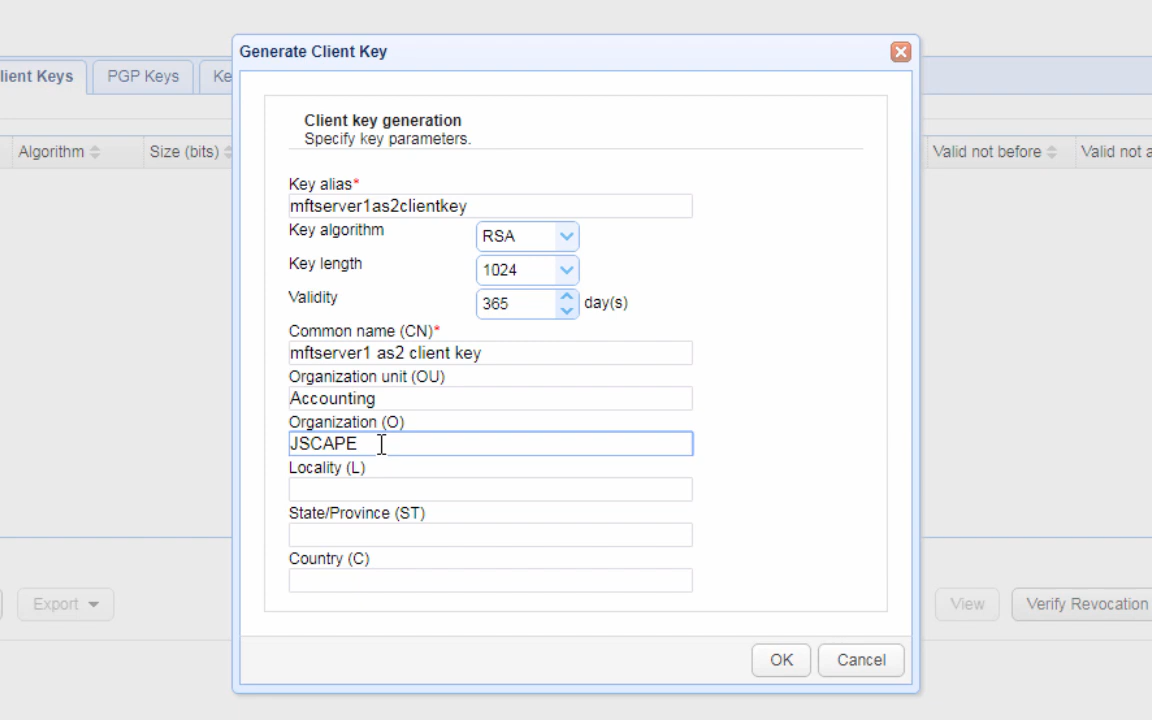 Generate Client Key
lient Keys
PGP Keys
Ke
Algorithm
Size (bits)
Valid not before
Valid not a
Client key generation
Specify key parameters.
Key alias*
mftserver1as2clientkey
Key algorithm
RSA
Key length
1024
Validity
365
day(s)
Common name (CN)*
mftserver1 as2 client key
Organization unit (OU)
Accounting
Organization (O)
JSCAPE
Locality (L)
State/Province (ST)
Country (C)
Export
View
Verify Revocation
OK
Cancel